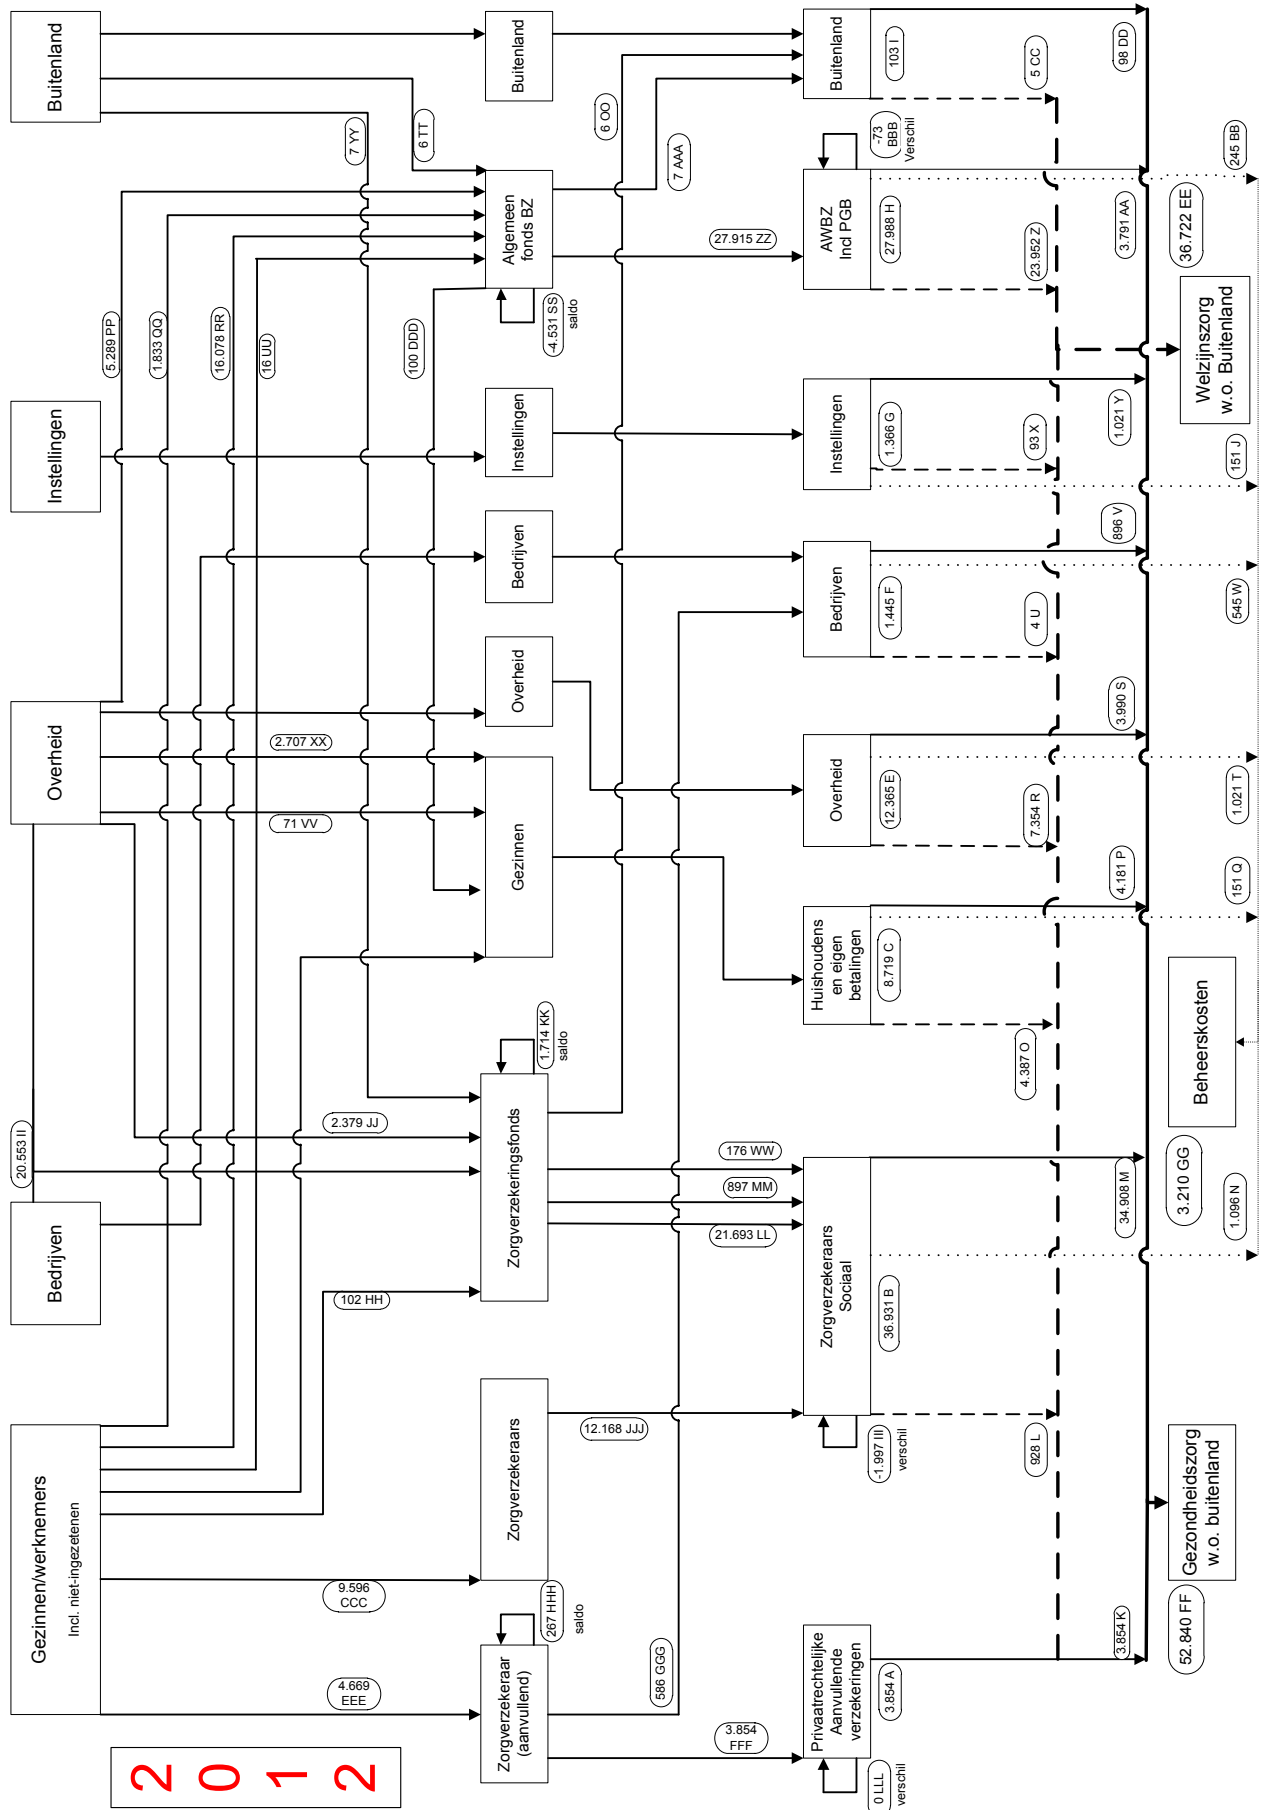 2
0
1
2
Gezinnen/werknemers
Incl. niet-ingezetenen
Bedrijven
Overheid
Instellingen
Buitenland
4.669
EEE
9.596
CCC
102 HH
20.553 II
2.379 JJ
71 VV
2.707 XX
5.289 PP
1.833 QQ
16.078 RR
16 UU
7 YY
6 TT
100 DDD
Zorgverzekeraar
(aanvullend)
267 HHH
saldo
Zorgverzekeraars
Zorgverzekeringsfonds
1.714 KK
saldo
Gezinnen
Overheid
Bedrijven
Instellingen
Algemeen
fonds BZ
-4.531 SS
saldo
Buitenland
3.854
FFF
586 GGG
12.168 JJJ
21.693 LL
897 MM
176 WW
27.915 ZZ
6 OO
7 AAA
Privaatrechtelijke
Aanvullende
verzekeringen
3.854 A
0 LLL
verschil
Zorgverzekeraars
Sociaal
36.931 B
-1.997 III
verschil
Huishoudens
en eigen
betalingen
8.719 C
Overheid
12.365 E
Bedrijven
1.445 F
Instellingen
1.366 G
AWBZ
Incl PGB
27.988 H
-73
BBB
Verschil
Buitenland
103 I
928 L
4.387 O
7.354 R
4 U
93 X
23.952 Z
5 CC
3.854 K
34.908 M
4.181 P
3.990 S
896 V
1.021 Y
3.791 AA
98 DD
1.096 N
151 Q
1.021 T
545 W
151 J
245 BB
52.840 FF
Gezondheidszorg
w.o. buitenland
3.210 GG
Beheerskosten
Welzijnszorg
w.o. Buitenland
36.722 EE